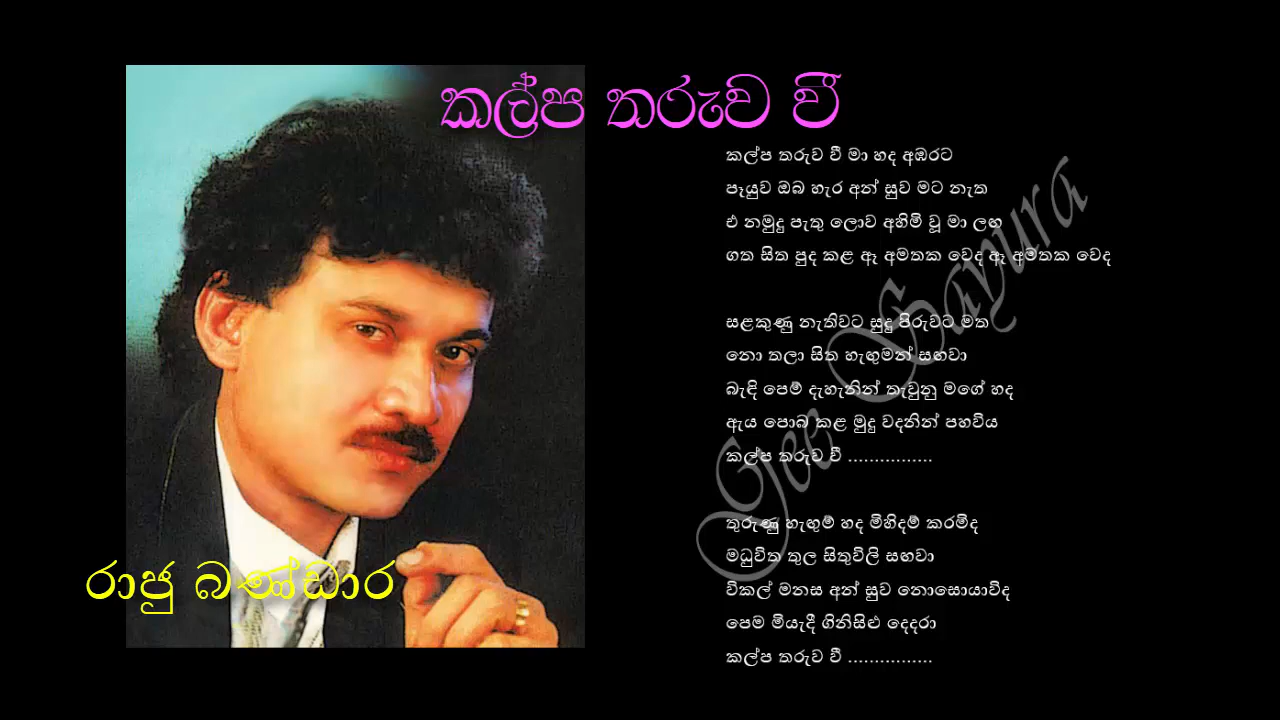 කල්ප තරුව වී
කල්ප තරුව වී මා හද අඹරට
පෑයුව ඔබ හැර අන් සුව මට නැත
එ නමුදු පැතු ලොව අහිමි වූ මා ලඟ
ගත සිත පුද කළ ඈ අමතක වෙද ඈ අමතක වෙද
සළකුණු නැතිවට සුදු පිරුවට මත
නො තලා සිත හැඟුමන් සඟවා
බැඳි පෙම් දැහැනින් තැවුනු මගේ හද
ඇය පොබ කළ මුදු වදනින් පහවිය
කල්ප තරුව වී ................
තුරුණු හැඟුම් හද මිහිදම් කරමිද
මධුවිත තුල සිතුවිලි සඟවා
විකල් මනස අන් සුව නොසොයාවිද
පෙම මියැදී ගිනිසිළු දෙදරා
කල්ප තරුව වී ................
රාජු බණ්ඩාර
Gee Sayura